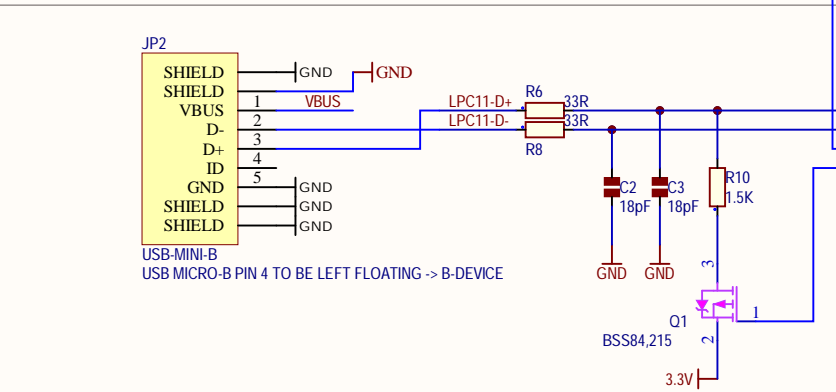 JP2
SHIELD GND
SHIELD GND
VBUS 1 VBUS
D- 2
D+ 3
ID 4
GND 5 GND
SHIELD GND
SHIELD GND
USB-MINI-B
USB MICRO-B PIN 4 TO BE LEFT FLOATING -> B-DEVICE
R6
LPC11-D+ 33R
LPC11-D- 33R
R8
C2
18pF
C3
18pF
R10
1.5K
GND GND
3
Q1 1
BSS84,215 2
3.3V